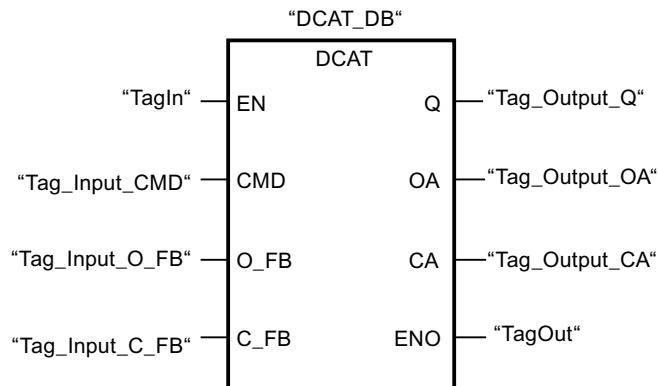 "DCAT_DB“
DCAT
“TagIn“ EN Q “Tag_Output_Q“
“Tag_Input_CMD“ CMD OA “Tag_Output_OA“
“Tag_Input_O_FB“ O_FB CA “Tag_Output_CA“
“Tag_Input_C_FB“ C_FB ENO “TagOut“